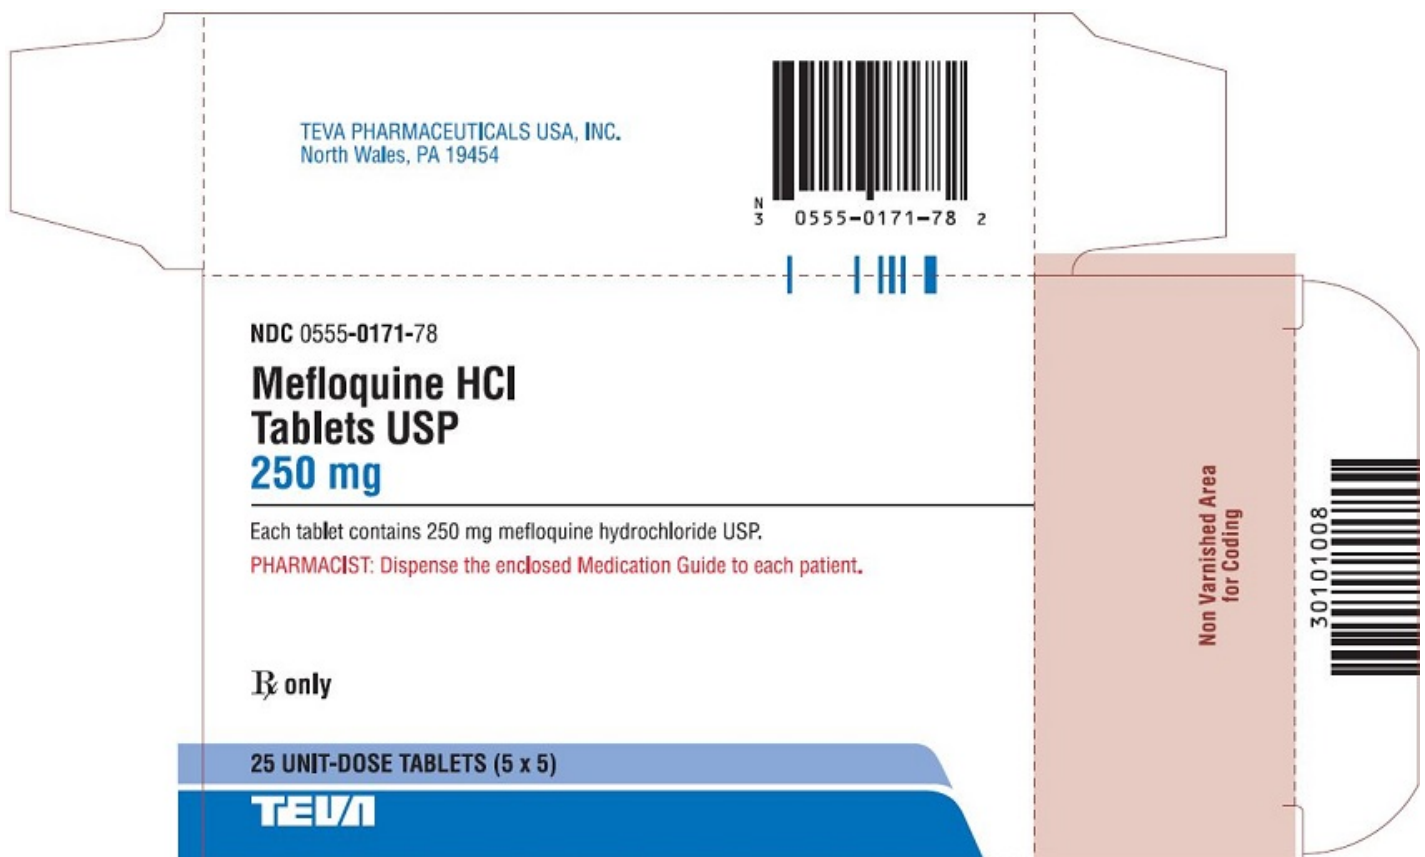 TEVA PHARMACEUTICALS USA, INC.
North Wales, PA 19454
N
3 0555-0171-78 2
NDC 0555-0171-78
Mefloquine HCl
Tablets USP
250 mg
Each tablet contains 250 mg mefloquine hydrochloride USP.
PHARMACIST: Dispense the enclosed Medication Guide to each patient.
Rx only
25 UNIT-DOSE TABLETS (5 x 5)
TEVA
Non Varnished Area
for Coding
30101008